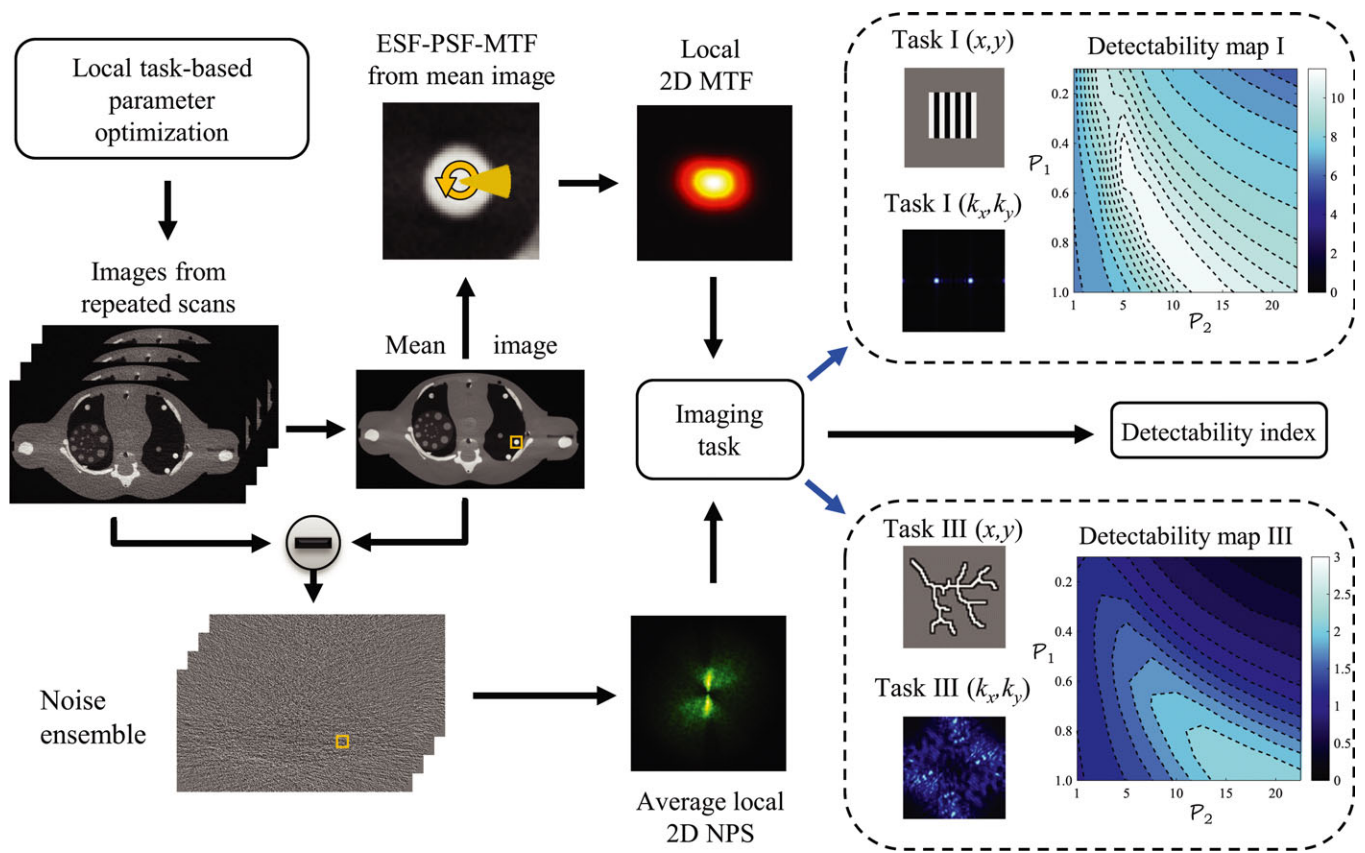 Local task-based
parameter
optimization
ESF-PSF-MTF
from mean image
Local
2D MTF
Images from
repeated scans
Mean image
Imaging
task
Detectability index
Noise
ensemble
Average local
2D NPS
Task I (x,y)
Task I (kx,ky)
Detectability map I
0.2
0.4
0.6
0.8
1.0
P1
1
5
10
15
20
P2
10
8
6
4
2
0
Task III (x,y)
Task III (kx,ky)
Detectability map III
0.2
0.4
0.6
0.8
1.0
P1
1
5
10
15
20
P2
3
2.5
2
1.5
1
0.5
0